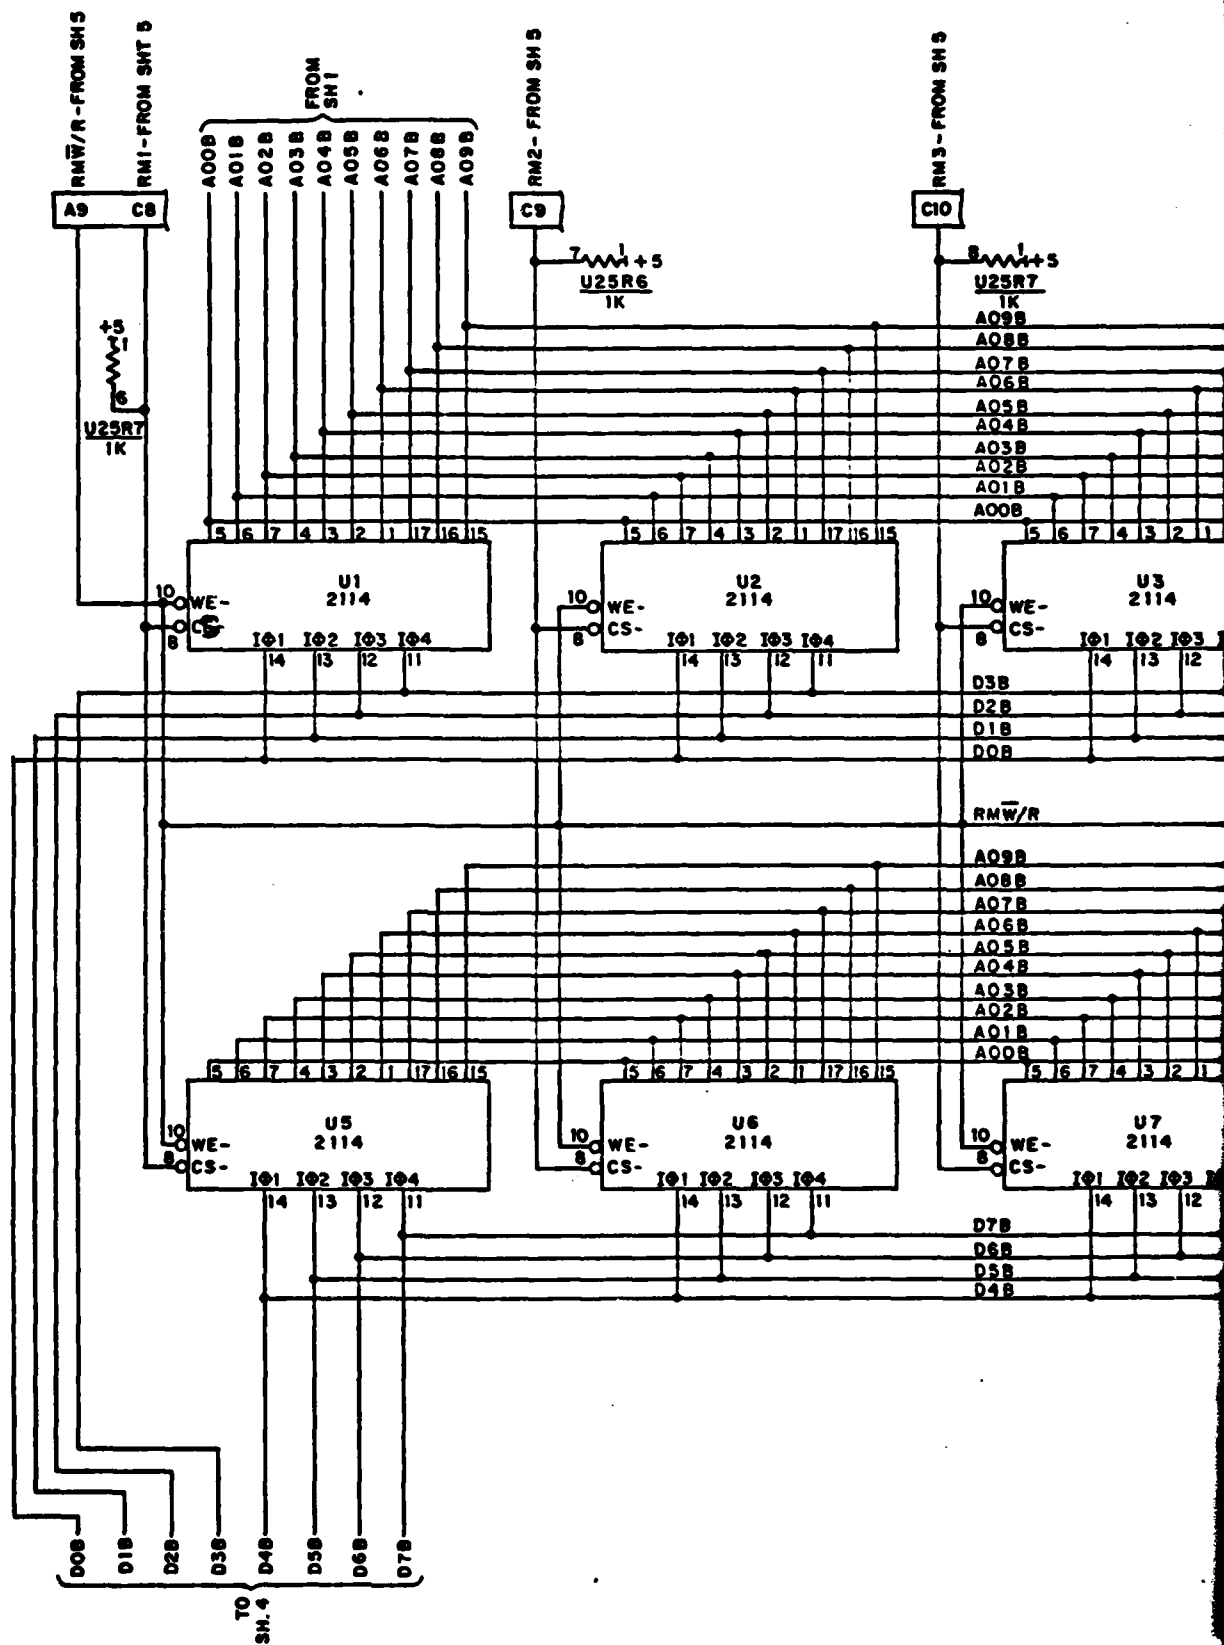 RMW̅/R-FROM SH5
RM1-FROM SHT 5
FROM
SH1
RM2-FROM SH 5
RM3-FROM SH5
A00B
A01B
A02B
A03B
A04B
A05B
A06B
A07B
A08B
A09B
A9 C8
C9
C10
7 1 +5
U25R6
1K
8 1 +5
U25R7
1K
+5
1
6
U25R7
1K
A09B
A08B
A07B
A06B
A05B
A04B
A03B
A02B
A01B
A00B
5 6 7 4 3 2 1 17 16 15
5 6 7 4 3 2 1 17 16 15
5 6 7 4 3 2 1
U1
2114
10 WE-
8
IΦ1 IΦ2 IΦ3 IΦ4
14 13 12 11
U2
2114
10 WE-
8 CS-
IΦ1 IΦ2 IΦ3 IΦ4
14 13 12 11
U3
2114
10 WE-
8 CS-
IΦ1 IΦ2 IΦ3
14 13 12
D3B
D2B
D1B
D0B
RMW̅/R
A09B
A08B
A07B
A06B
A05B
A04B
A03B
A02B
A01B
A00B
5 6 7 4 3 2 1 17 16 15
5 6 7 4 3 2 1 17 16 15
5 6 7 4 3 2 1
U5
2114
10 WE-
8 CS-
IΦ1 IΦ2 IΦ3 IΦ4
14 13 12 11
U6
2114
10 WE-
8 CS-
IΦ1 IΦ2 IΦ3 IΦ4
14 13 12 11
U7
2114
10 WE-
8 CS-
IΦ1 IΦ2 IΦ3
14 13 12
D7B
D6B
D5B
D4B
D0B
D1B
D2B
D3B
D4B
D5B
D6B
D7B
TO
SH.4